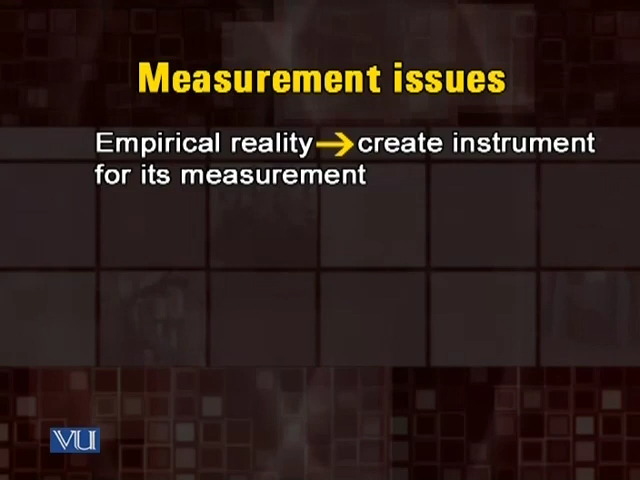 Measurement issues
Empirical reality→create instrument
for its measurement
VU